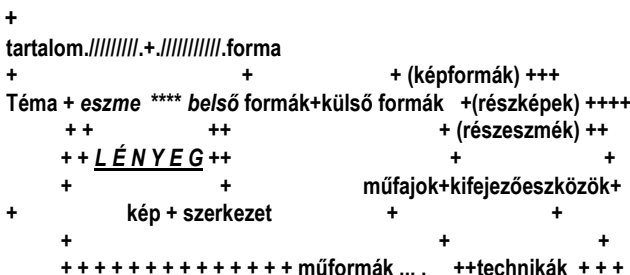 +
tartalom./////////.+.///////////.forma
+ + + (képformák) +++
Téma + eszme **** belső formák+külső formák +(részképek) ++++
+ + ++ + (részeszmék) ++
+ + L É N Y E G ++ + +
+ + műfajok+kifejezőeszközök+
+ kép + szerkezet + +
+ + +
+ + + + + + + + + + + + + + műformák ... . ++technikák + + +